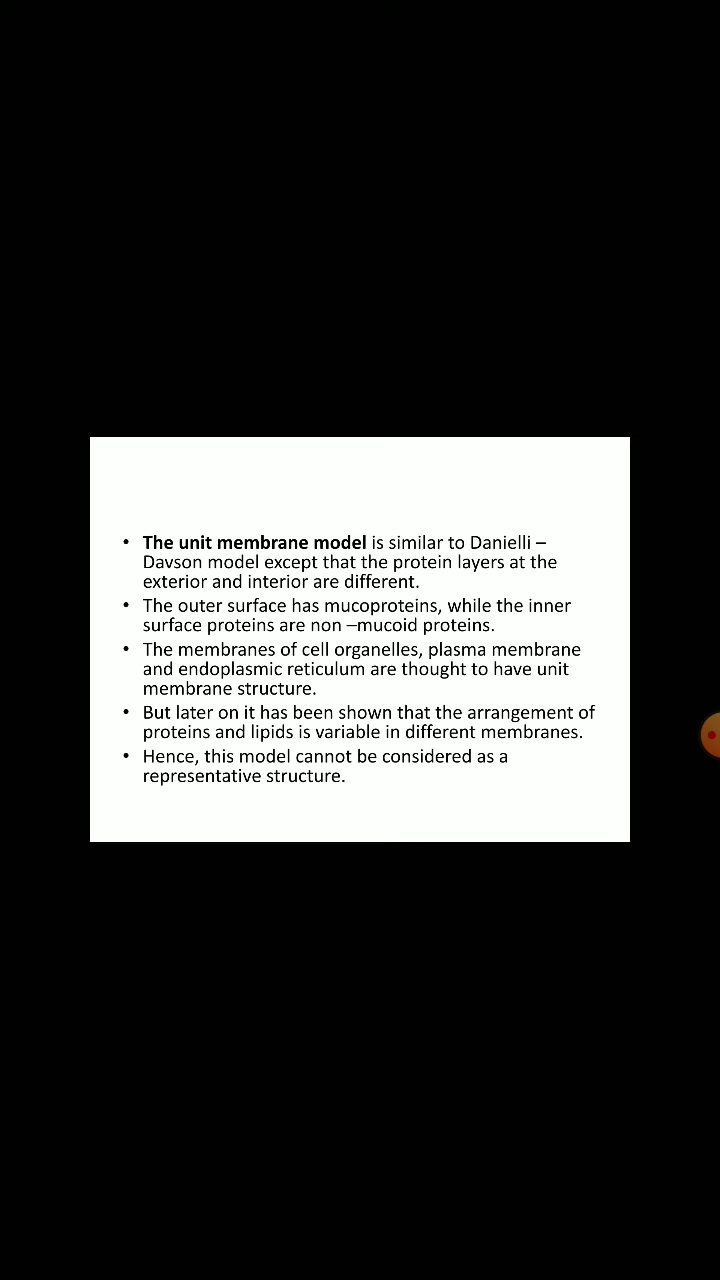 • The unit membrane model is similar to Danielli –
Davson model except that the protein layers at the
exterior and interior are different.
• The outer surface has mucoproteins, while the inner
surface proteins are non –mucoid proteins.
• The membranes of cell organelles, plasma membrane
and endoplasmic reticulum are thought to have unit
membrane structure.
• But later on it has been shown that the arrangement of
proteins and lipids is variable in different membranes.
• Hence, this model cannot be considered as a
representative structure.